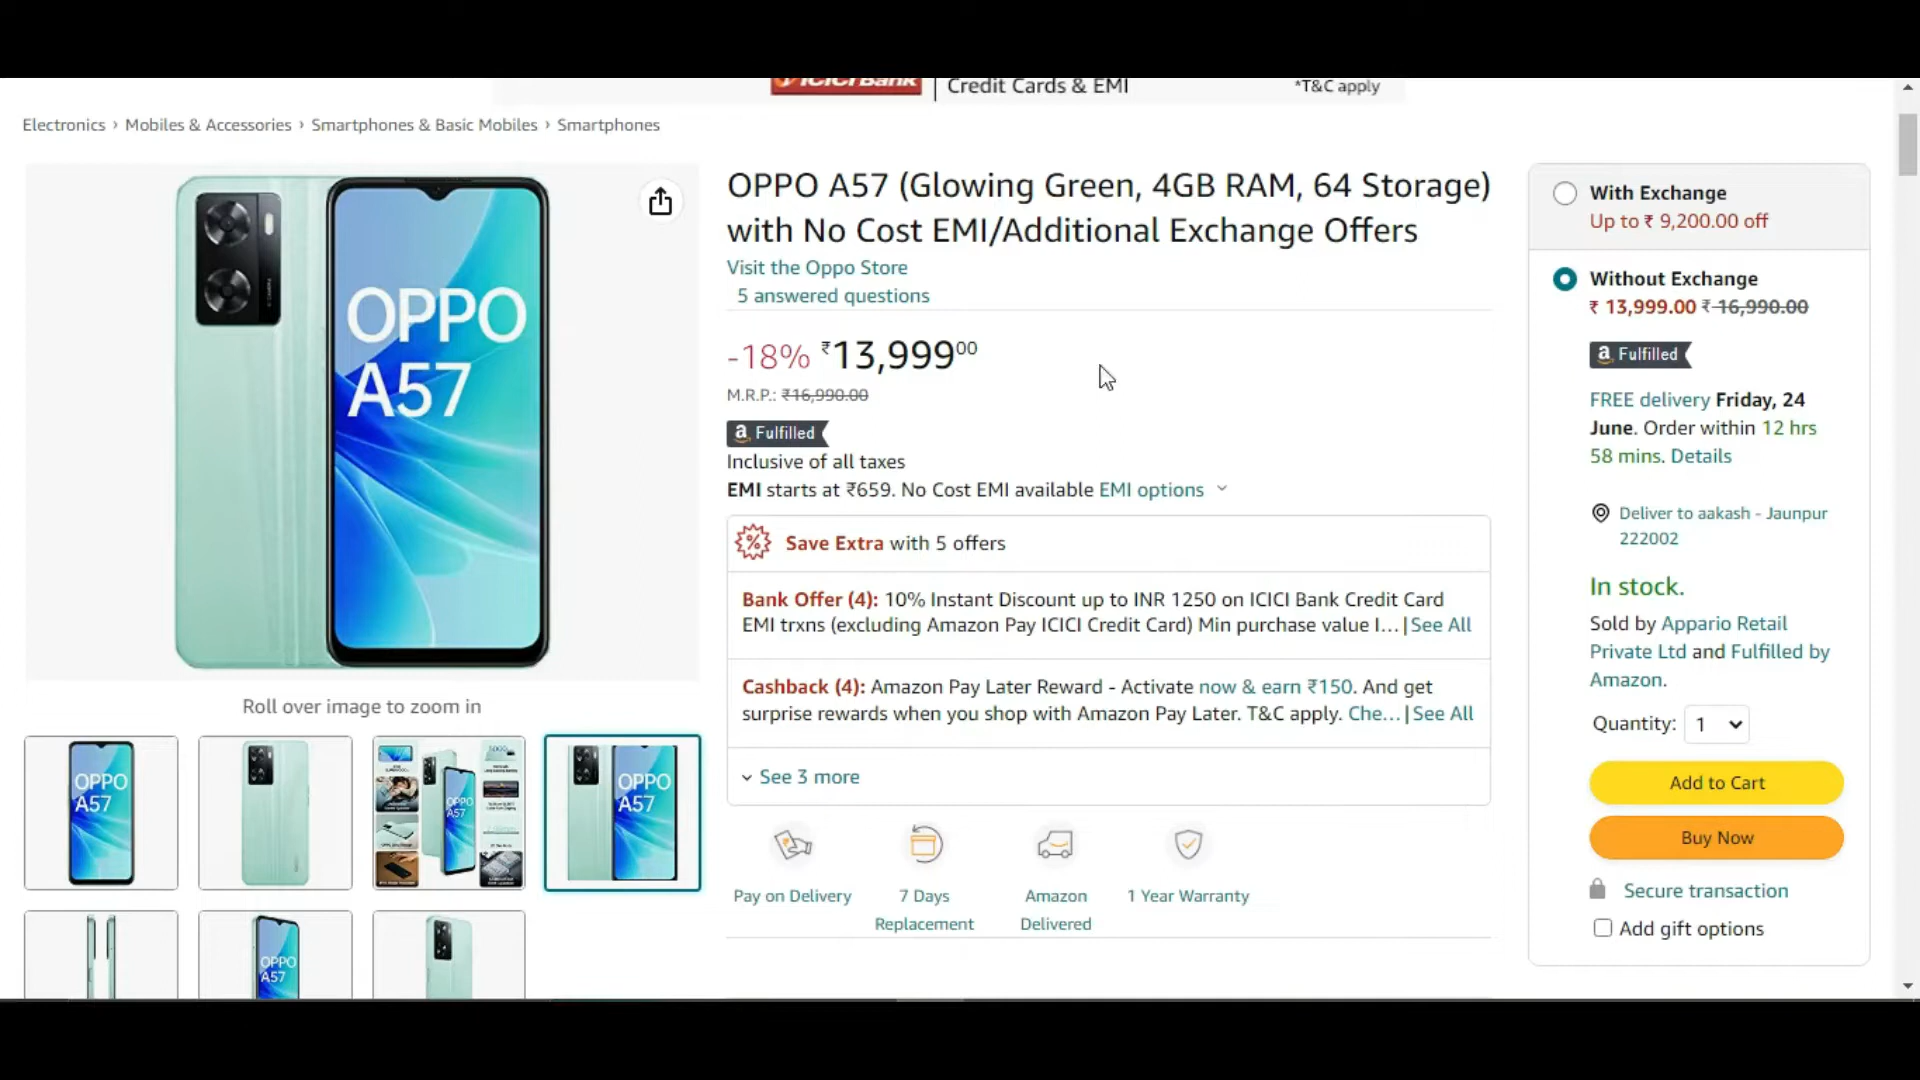 ICICI Bank
Credit Cards & EMI
*T&C apply
Electronics › Mobiles & Accessories › Smartphones & Basic Mobiles › Smartphones
OPPO
A57
Roll over image to zoom in
OPPO
A57
OPPO
A57
OPPO
A57
OPPO
A57
OPPO A57 (Glowing Green, 4GB RAM, 64 Storage)
with No Cost EMI/Additional Exchange Offers
Visit the Oppo Store
5 answered questions
-18% ₹13,99900
M.R.P.: ₹16,990.00
a Fulfilled
Inclusive of all taxes
EMI starts at ₹659. No Cost EMI available EMI options
% Save Extra with 5 offers
Bank Offer (4): 10% Instant Discount up to INR 1250 on ICICI Bank Credit Card
EMI trxns (excluding Amazon Pay ICICI Credit Card) Min purchase value I... | See All
Cashback (4): Amazon Pay Later Reward - Activate now & earn ₹150. And get
surprise rewards when you shop with Amazon Pay Later. T&C apply. Che... | See All
See 3 more
Pay on Delivery
7 Days
Replacement
Amazon
Delivered
1 Year Warranty
With Exchange
Up to ₹ 9,200.00 off
Without Exchange
₹ 13,999.00 ₹ 16,990.00
a Fulfilled
FREE delivery Friday, 24
June. Order within 12 hrs
58 mins. Details
Deliver to aakash - Jaunpur
222002
In stock.
Sold by Appario Retail
Private Ltd and Fulfilled by
Amazon.
Quantity: 1
Add to Cart
Buy Now
Secure transaction
Add gift options